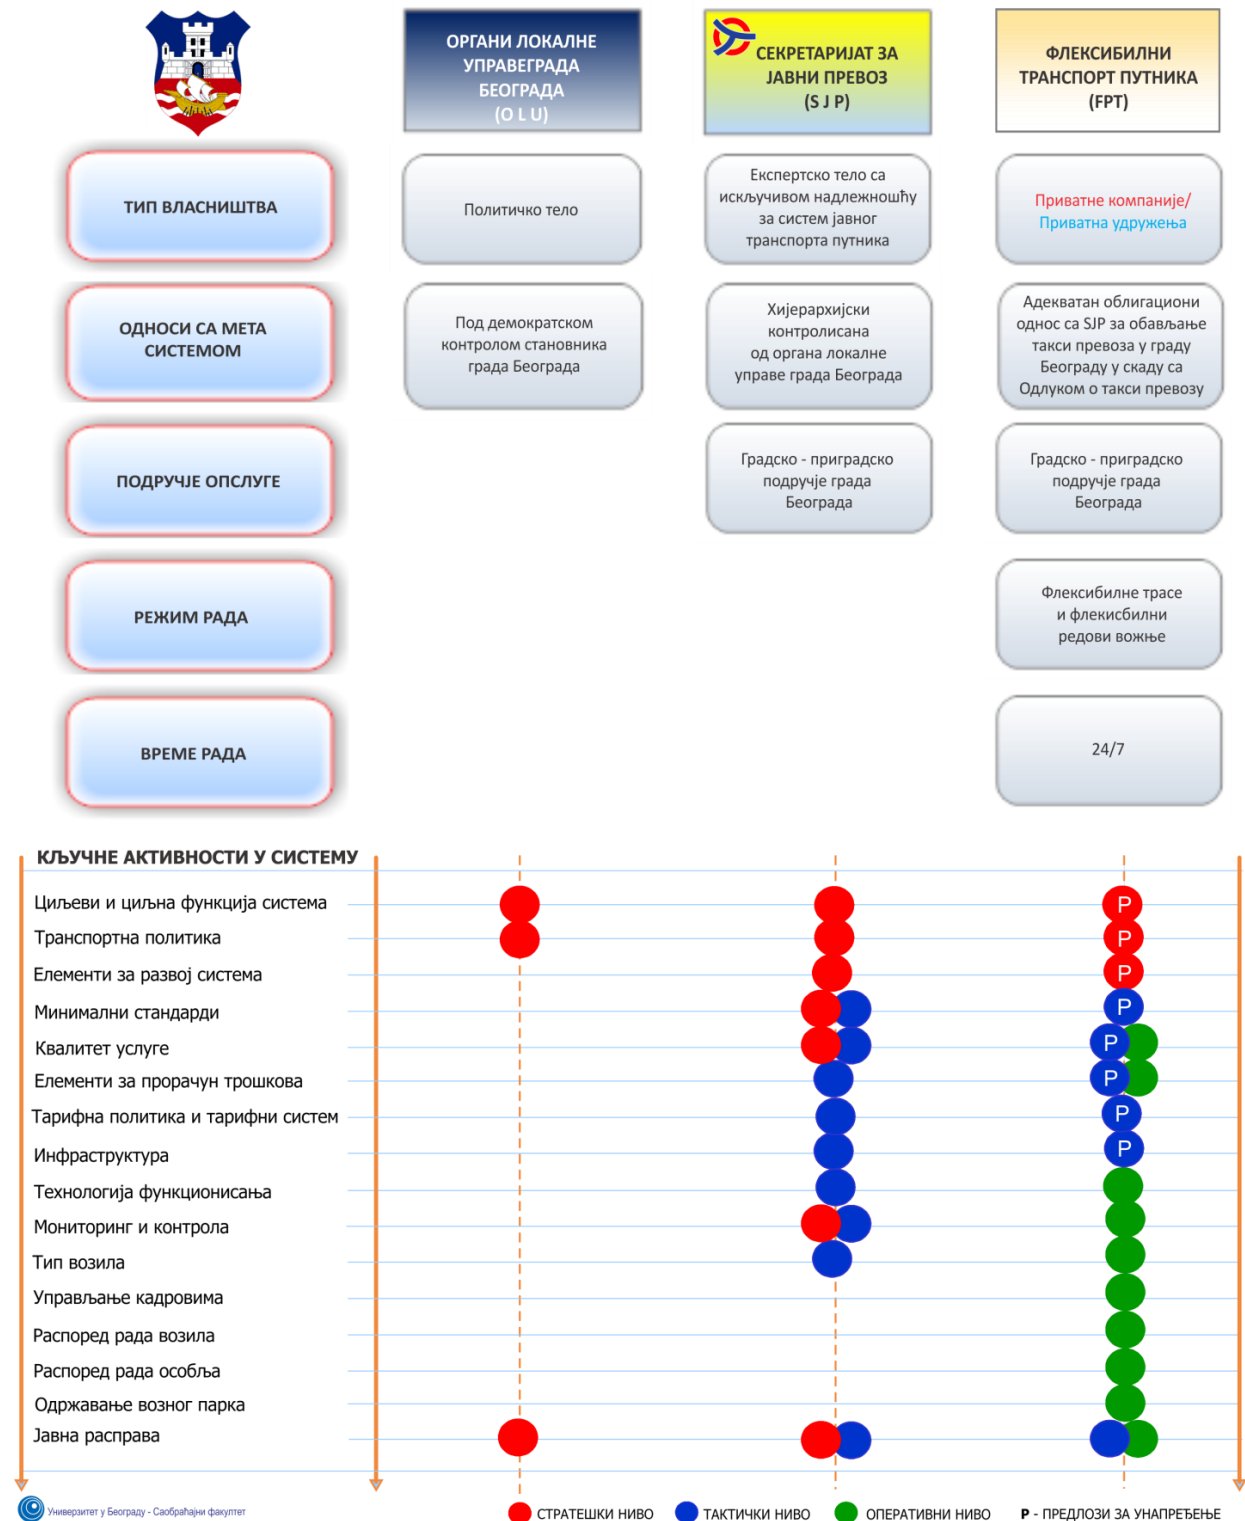 ОРГАНИ ЛОКАЛНЕ
УПРАВЕГРАДА
БЕОГРАДА
(O L U)
СЕКРЕТАРИЈАТ ЗА
ЈАВНИ ПРЕВОЗ
(S J P)
ФЛЕКСИБИЛНИ
ТРАНСПОРТ ПУТНИКА
(FPT)
ТИП ВЛАСНИШТВА
Политичко тело
Експертско тело са
искључивом надлежношћу
за систем јавног
транспорта путника
Приватне компаније/
Приватна удружења
ОДНОСИ СА МЕТА
СИСТЕМОМ
Под демократском
контролом становника
града Београда
Хијерархијски
контролисана
од органа локалне
управе града Београда
Адекватан облигациони
однос са SJP за обављање
такси превоза у граду
Београду у скаду са
Одлуком о такси превозу
ПОДРУЧЈЕ ОПСЛУГЕ
Градско - приградско
подручје града
Београда
Градско - приградско
подручје града
Београда
РЕЖИМ РАДА
Флексибилне трасе
и флекисбилни
редови вожње
ВРЕМЕ РАДА
24/7
КЉУЧНЕ АКТИВНОСТИ У СИСТЕМУ
Циљеви и циљна функција система
P
Транспортна политика
P
Елементи за развој система
P
Минимални стандарди
P
Квалитет услуге
P
Елементи за прорачун трошкова
P
Тарифна политика и тарифни систем
P
Инфраструктура
P
Технологија функционисања
Мониторинг и контрола
Тип возила
Управљање кадровима
Распоред рада возила
Распоред рада особља
Одржавање возног парка
Јавна расправа
Универзитет у Београду - Саобраћајни факултет
СТРАТЕШКИ НИВО
ТАКТИЧКИ НИВО
ОПЕРАТИВНИ НИВО
P - ПРЕДЛОЗИ ЗА УНАПРЕЂЕЊЕ